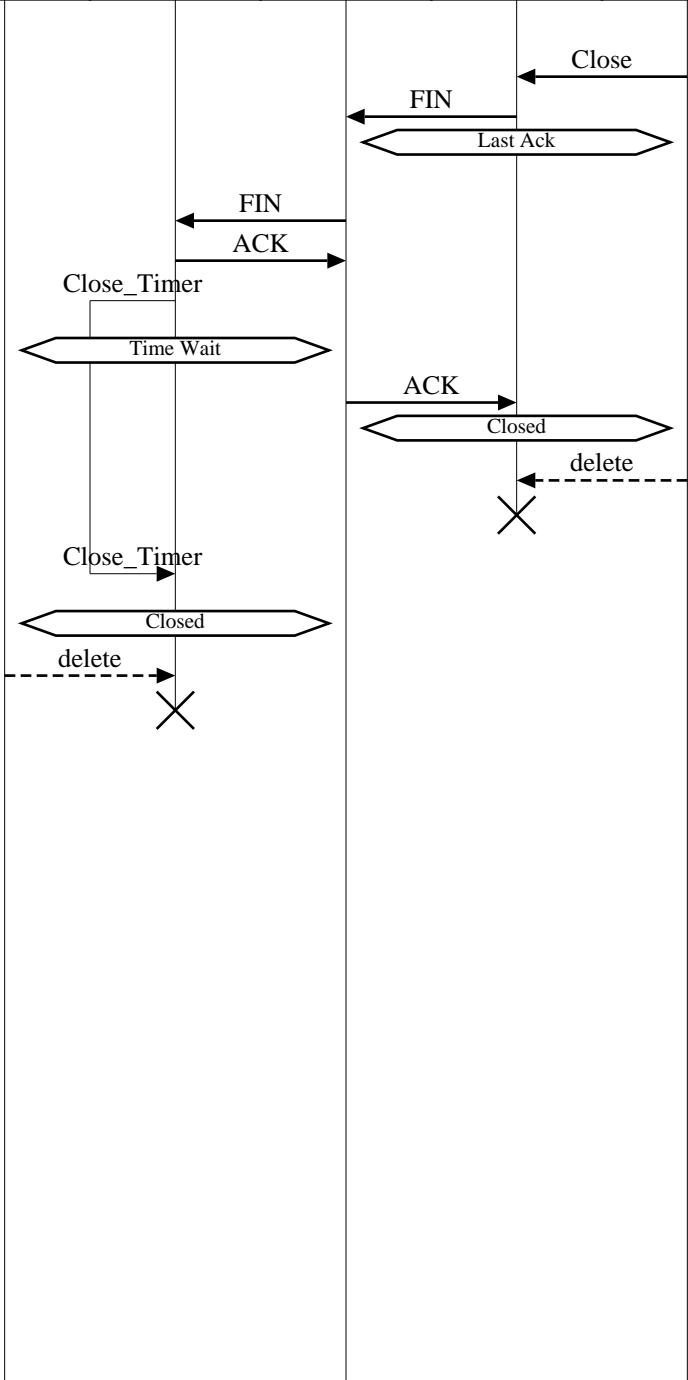 Close
FIN
Last Ack
FIN
ACK
Close_Timer
Time Wait
ACK
Closed
delete
Close_Timer
Closed
delete